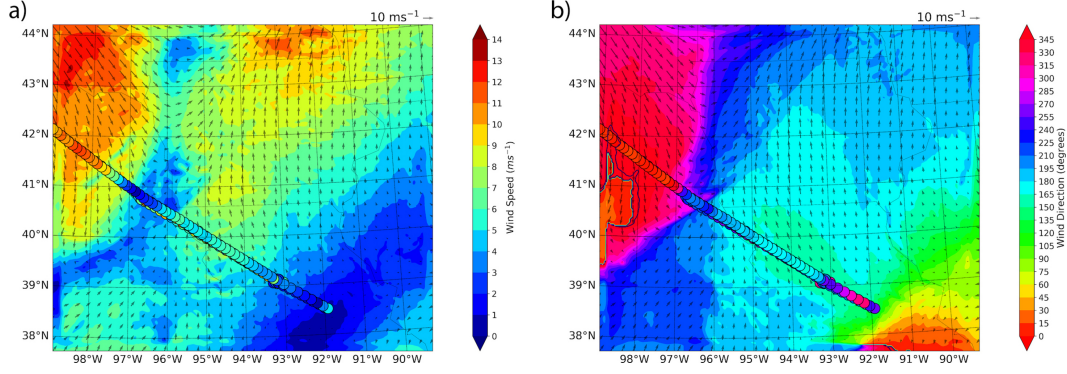 a)
10 ms⁻¹
44°N
43°N
42°N
41°N
40°N
39°N
38°N
98°W 97°W 96°W 95°W 94°W 93°W 92°W 91°W 90°W
14
13
12
11
10
9
8
7
6
5
4
3
2
1
0
Wind Speed (ms⁻¹)
b)
10 ms⁻¹
44°N
43°N
42°N
41°N
40°N
39°N
38°N
98°W 97°W 96°W 95°W 94°W 93°W 92°W 91°W 90°W
345
330
315
300
285
270
255
240
225
210
195
180
165
150
135
120
105
90
75
60
45
30
15
Wind Direction (degrees)